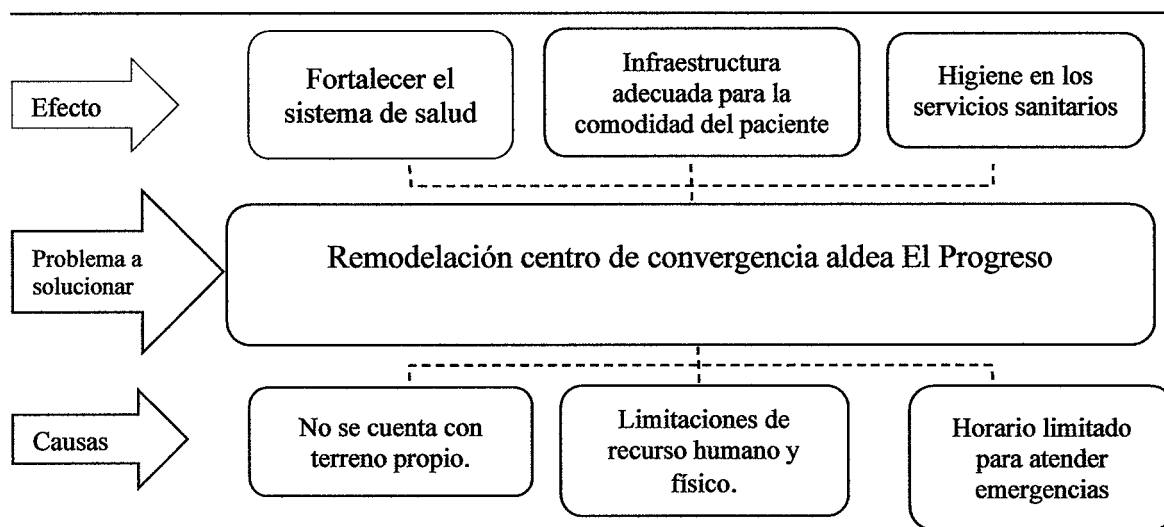 Efecto
Fortalecer el
sistema de salud
Infraestructura
adecuada para la
comodidad del paciente
Higiene en los
servicios sanitarios
Problema a
solucionar
Remodelación centro de convergencia aldea El Progreso
Causas
No se cuenta con
terreno propio.
Limitaciones de
recurso humano y
físico.
Horario limitado
para atender
emergencias